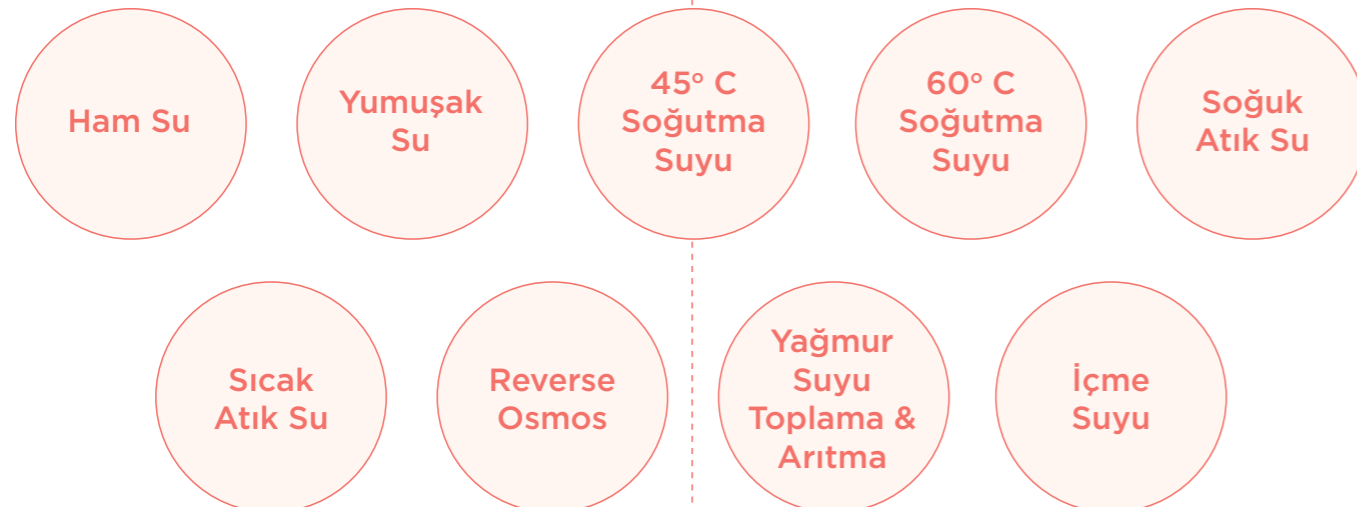 Ham Su
Yumuşak
Su
45° C
Soğutma
Suyu
60° C
Soğutma
Suyu
Soğuk
Atık Su
Sıcak
Atık Su
Reverse
Osmos
Yağmur
Suyu
Toplama &
Arıtma
İçme
Suyu